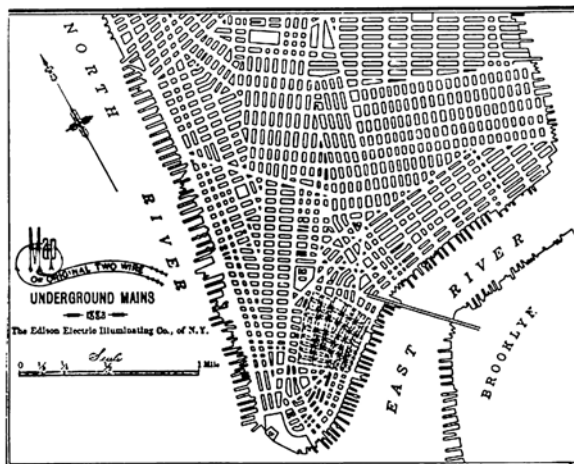 NORTH RIVER
OF ORIGINAL TWO WIRE
UNDERGROUND MAINS
1883
The Edison Electric Illuminating Co., of N.Y.
Scale
0
1 Mile
EAST RIVER
BROOKLYN